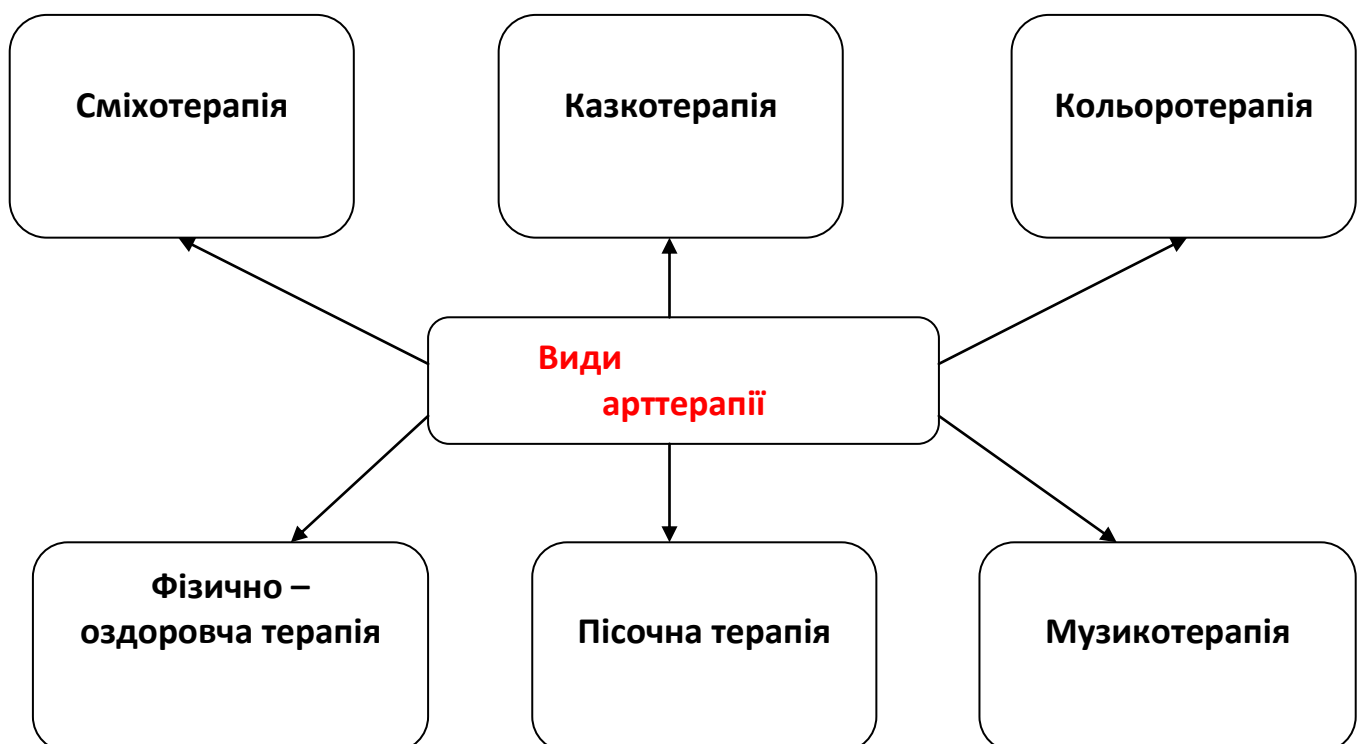 Сміхотерапія
Казкотерапія
Кольоротерапія
Види
арттерапії
Фізично –
оздоровча терапія
Пісочна терапія
Музикотерапія